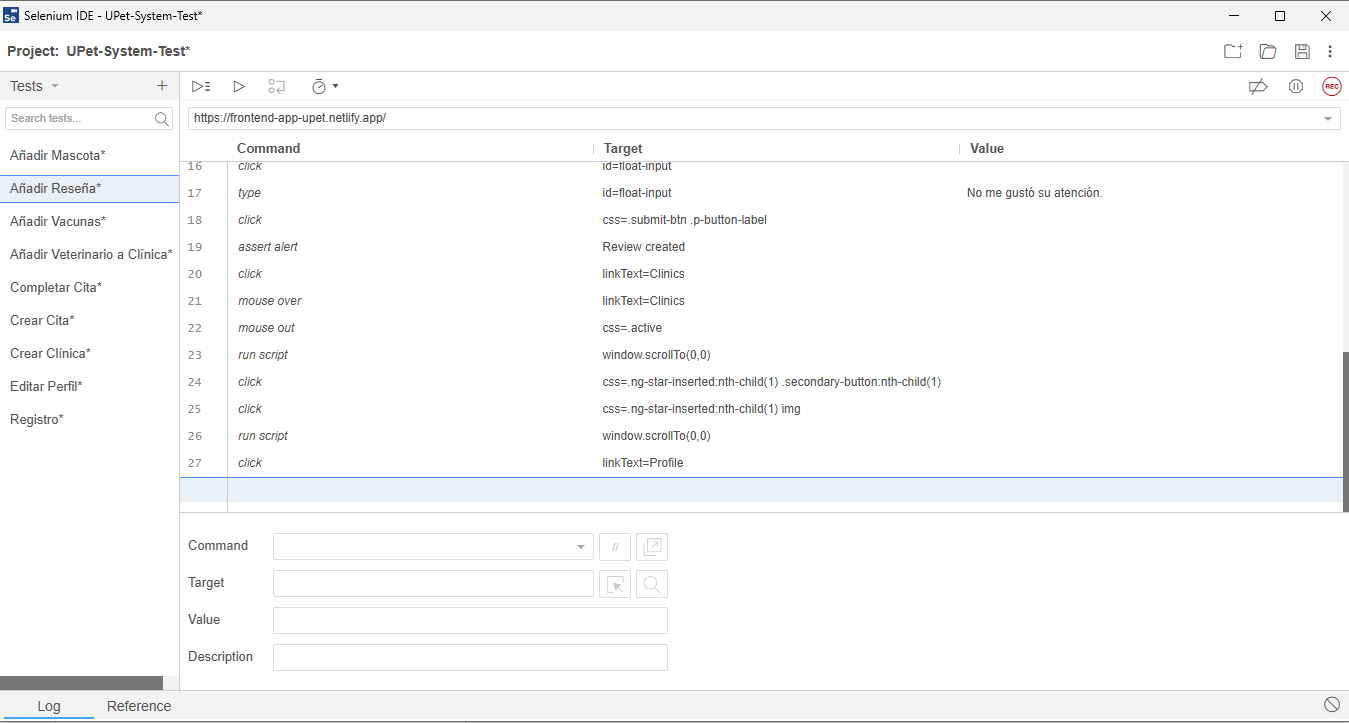 Selenium IDE - UPet-System-Test*
Project: UPet-System-Test*
Tests
REC
Search tests...
https://frontend-app-upet.netlify.app/
Command Target Value
Añadir Mascota*
Añadir Reseña*
Añadir Vacunas*
Añadir Veterinario a Clínica*
Completar Cita*
Crear Cita*
Crear Clínica*
Editar Perfil*
Registro*
16 click id=float-input
17 type id=float-input No me gustó su atención.
18 click css=.submit-btn .p-button-label
19 assert alert Review created
20 click linkText=Clinics
21 mouse over linkText=Clinics
22 mouse out css=.active
23 run script window.scrollTo(0,0)
24 click css=.ng-star-inserted:nth-child(1) .secondary-button:nth-child(1)
25 click css=.ng-star-inserted:nth-child(1) img
26 run script window.scrollTo(0,0)
27 click linkText=Profile
Command //
Target
Value
Description
Log Reference